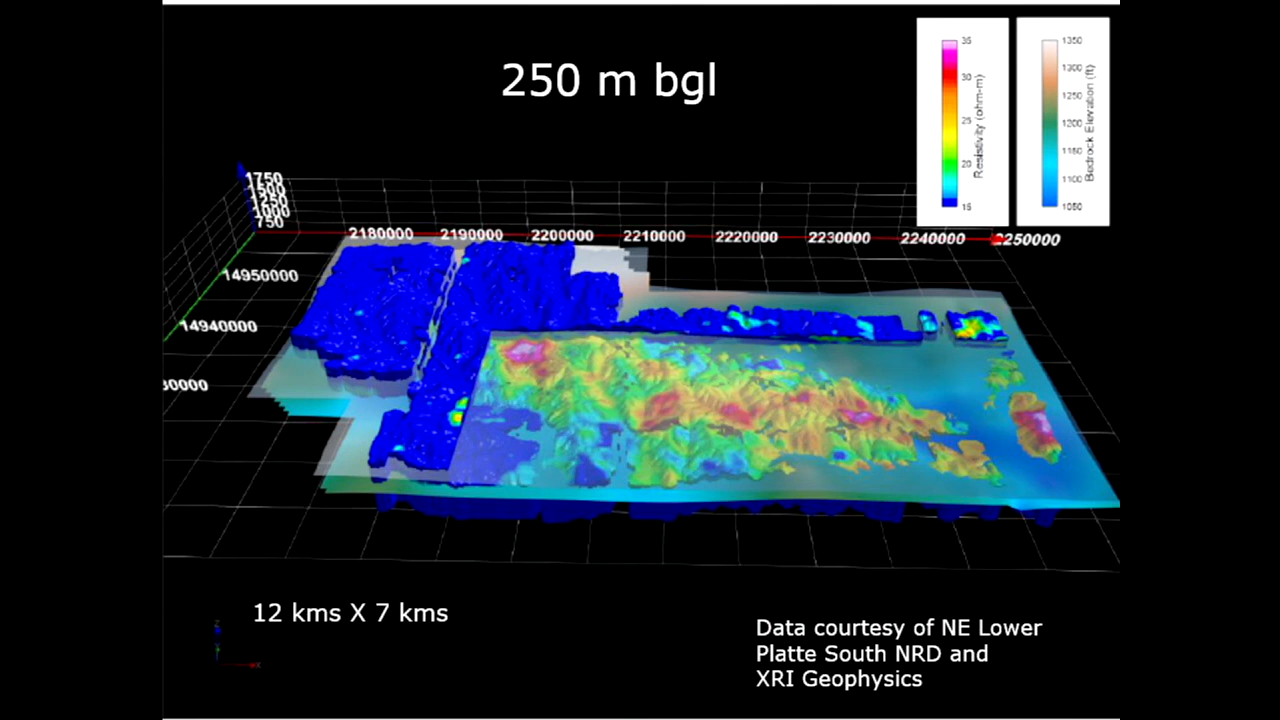 250 m bgl
35
30
25
20
15
Resistivity (ohm-m)
1350
1300
1250
1200
1150
1100
1050
Bedrock Elevation (ft)
1750
1500
1250
1000
750
2180000
2190000
2200000
2210000
2220000
2230000
2240000
2250000
14950000
14940000
30000
12 kms X 7 kms
Z
Y
X
Data courtesy of NE Lower
Platte South NRD and
XRI Geophysics